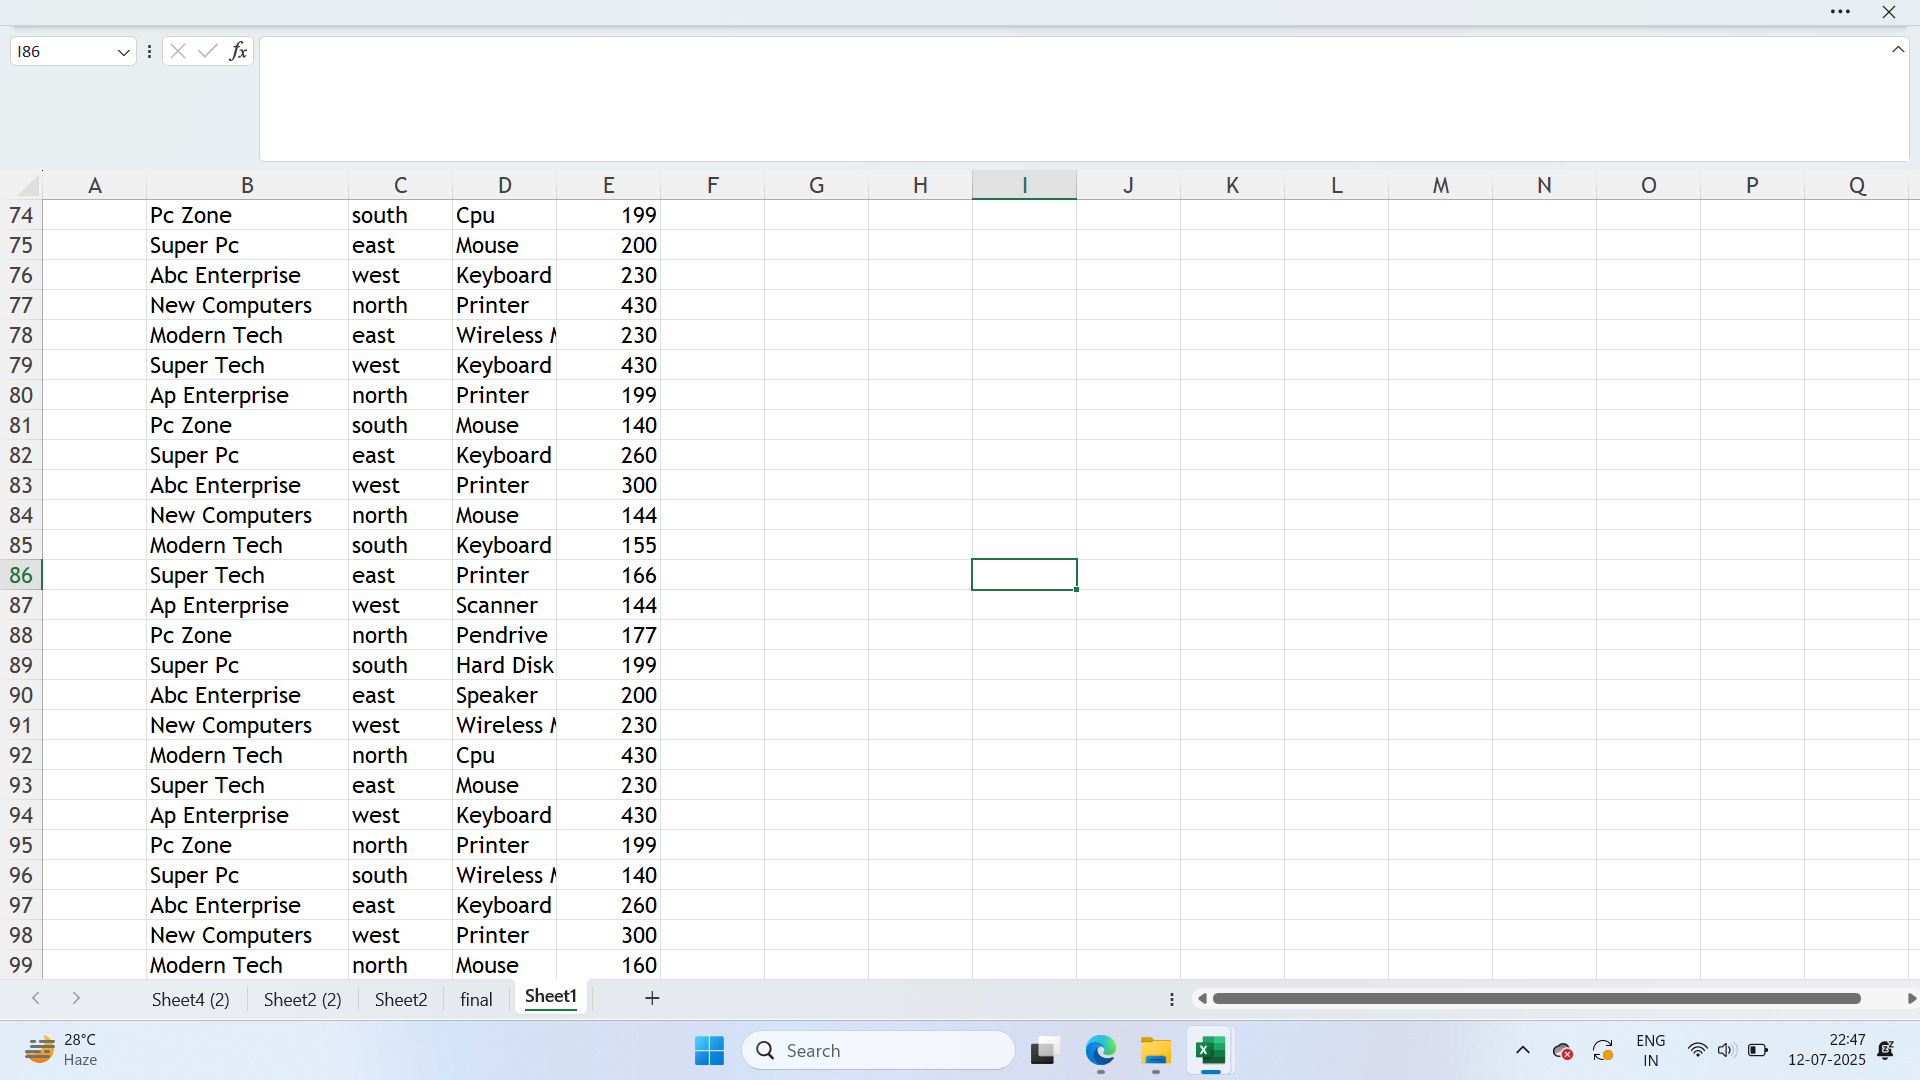 I86
fx
A B C D E F G H I J K L M N O P Q
74 Pc Zone south Cpu 199
75 Super Pc east Mouse 200
76 Abc Enterprise west Keyboard 230
77 New Computers north Printer 430
78 Modern Tech east Wireless 230
79 Super Tech west Keyboard 430
80 Ap Enterprise north Printer 199
81 Pc Zone south Mouse 140
82 Super Pc east Keyboard 260
83 Abc Enterprise west Printer 300
84 New Computers north Mouse 144
85 Modern Tech south Keyboard 155
86 Super Tech east Printer 166
87 Ap Enterprise west Scanner 144
88 Pc Zone north Pendrive 177
89 Super Pc south Hard Disk 199
90 Abc Enterprise east Speaker 200
91 New Computers west Wireless 230
92 Modern Tech north Cpu 430
93 Super Tech east Mouse 230
94 Ap Enterprise west Keyboard 430
95 Pc Zone north Printer 199
96 Super Pc south Wireless 140
97 Abc Enterprise east Keyboard 260
98 New Computers west Printer 300
99 Modern Tech north Mouse 160
Sheet4 (2) Sheet2 (2) Sheet2 final Sheet1
28°C
Haze
Search
ENG
IN
22:47
12-07-2025